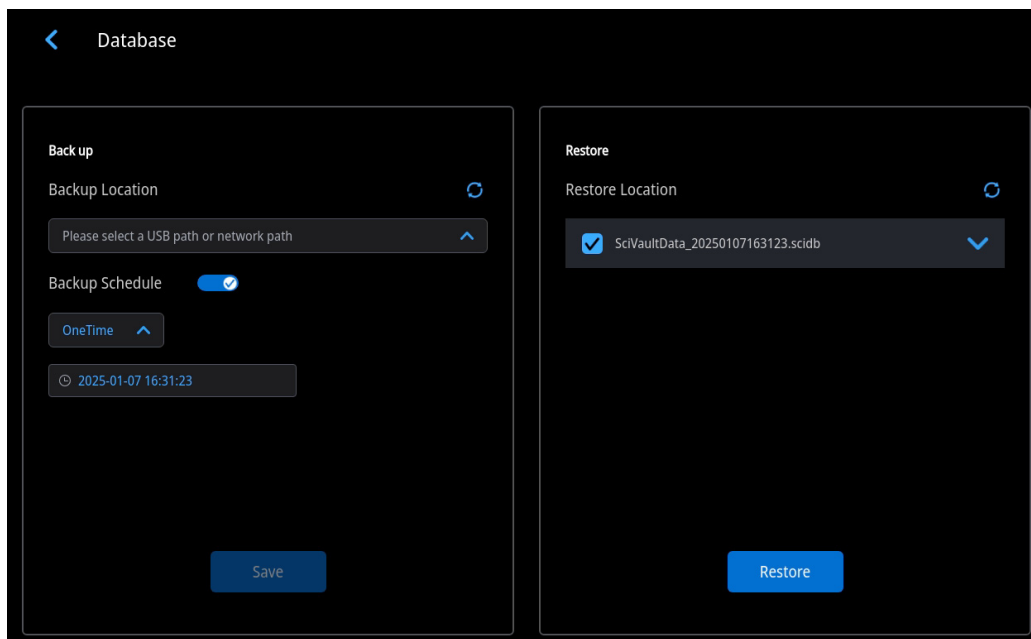 Database
Back up
Backup Location
Please select a USB path or network path
Backup Schedule
OneTime
2025-01-07 16:31:23
Save
Restore
Restore Location
SciVaultData_20250107163123.scidb
Restore